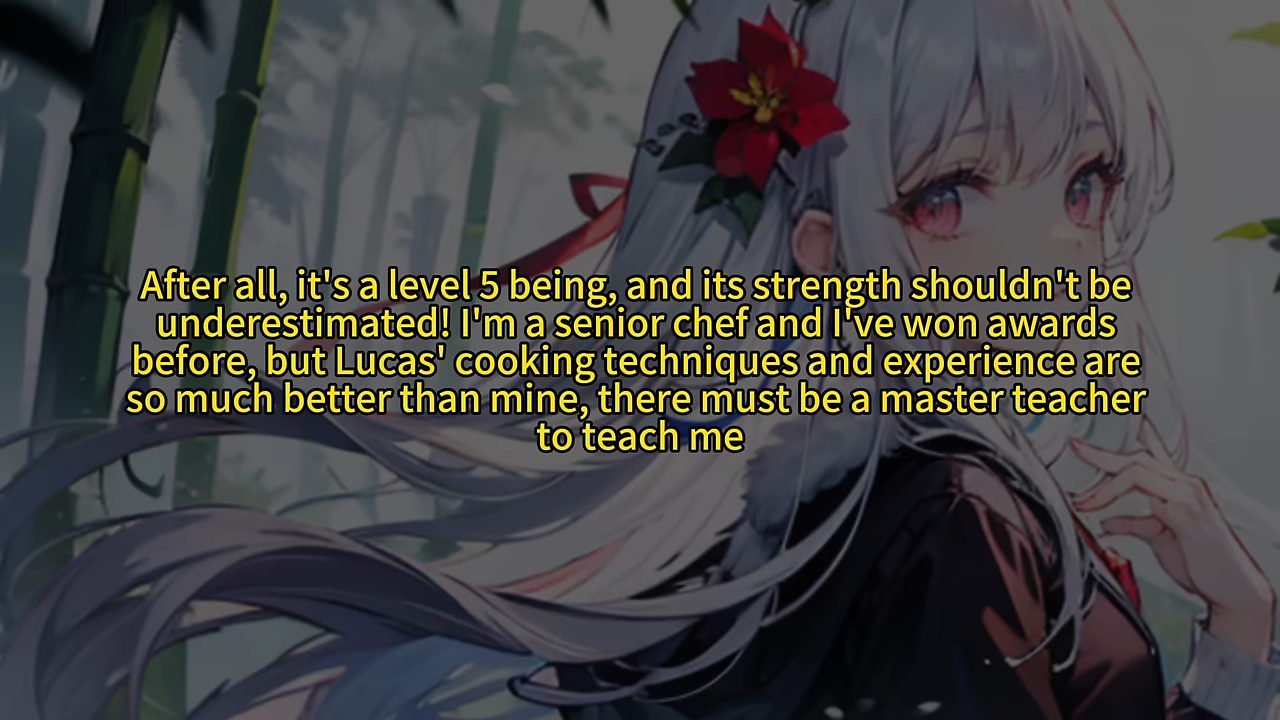 After all, it's a level 5 being, and its strength shouldn't be
underestimated! I'm a senior chef and I've won awards
before, but Lucas' cooking techniques and experience are
so much better than mine, there must be a master teacher
to teach me